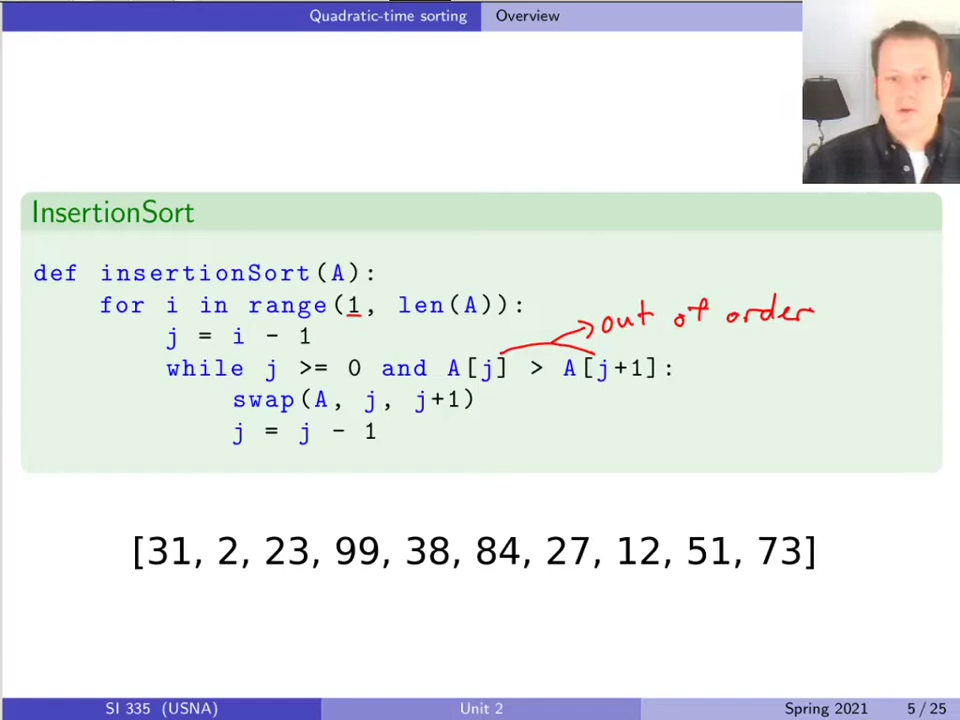 Quadratic-time sorting Overview
InsertionSort
def insertionSort(A):
    for i in range(1, len(A)):
        j = i - 1
        while j >= 0 and A[j] > A[j+1]:
            swap(A, j, j+1)
            j = j - 1
out of order
[31, 2, 23, 99, 38, 84, 27, 12, 51, 73]
SI 335 (USNA) Unit 2 Spring 2021 5 / 25